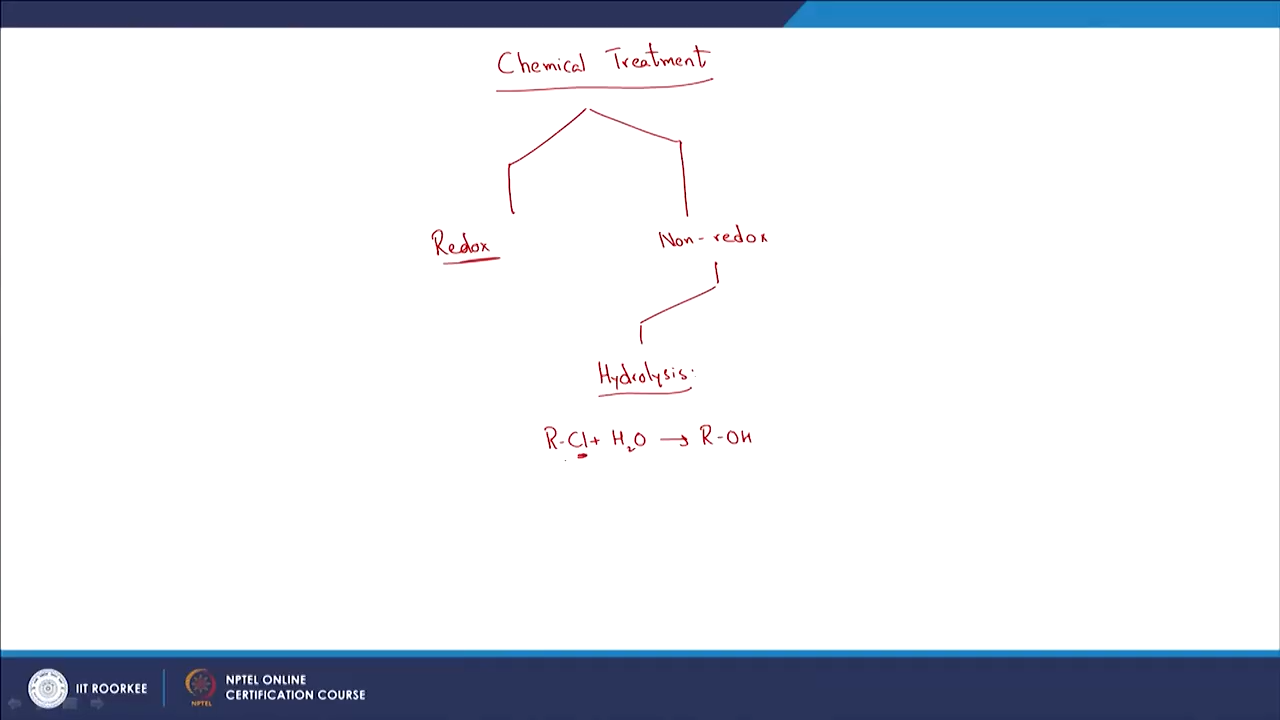 Chemical Treatment
Redox
Non-redox
Hydrolysis:
R-Cl + H₂O → R-OH
IIT ROORKEE
NPTEL
NPTEL ONLINE
CERTIFICATION COURSE